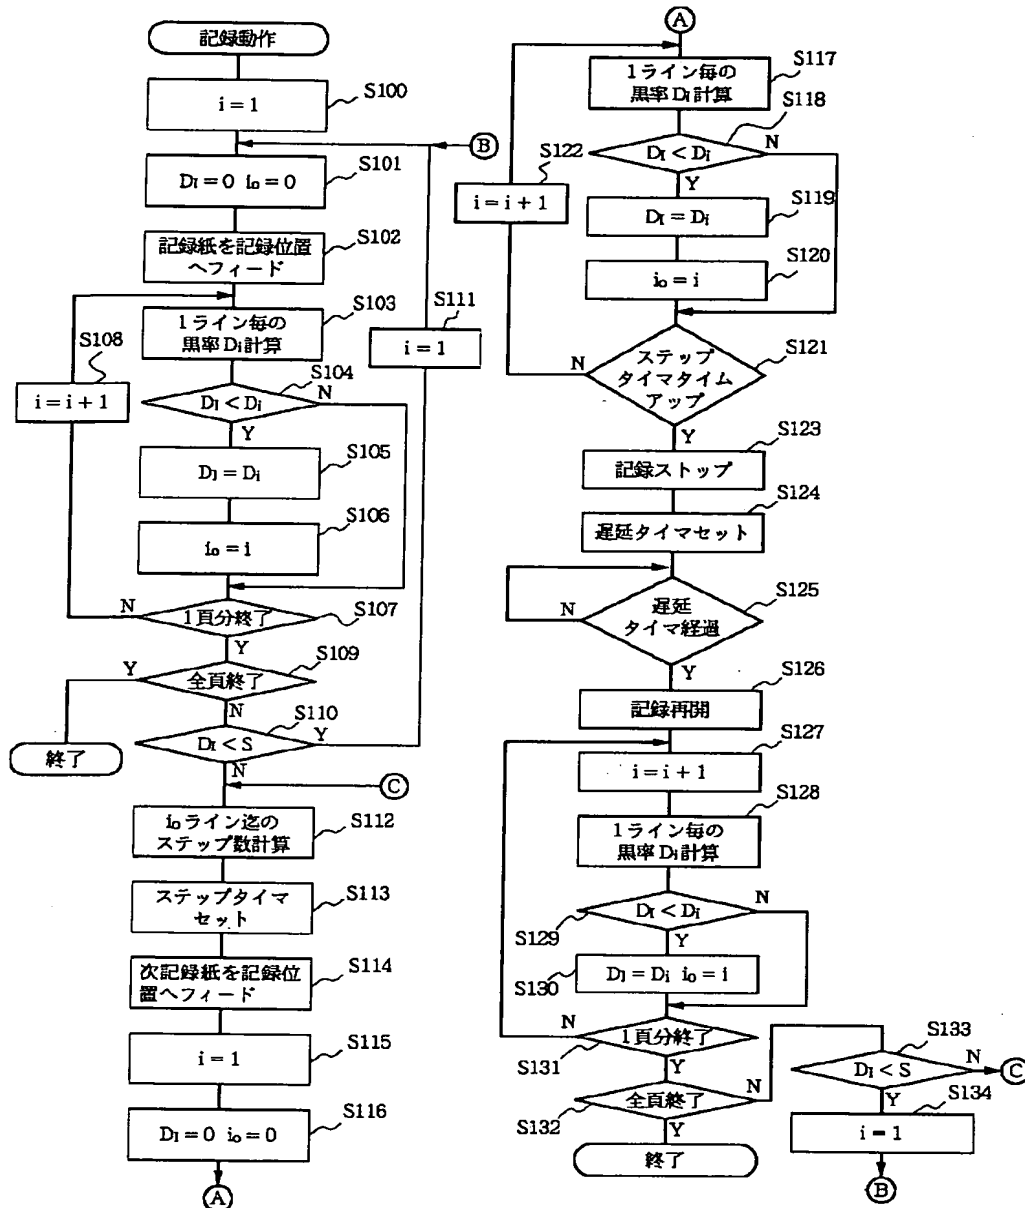 記録動作
S100
i = 1
B
S101
DI=0 io=0
S102
記録紙を記録位置
へフィード
S103
1ライン毎の
黒率Di計算
S104
DI < Di
N
Y
S105
DI = Di
S106
io = i
S107
1頁分終了
N
Y
S108
i = i + 1
S109
全頁終了
Y
N
終了
S110
DI < S
Y
N
S111
i = 1
C
S112
ioライン迄の
ステップ数計算
S113
ステップタイマ
セット
S114
次記録紙を記録位
置へフィード
S115
i = 1
S116
DI=0 io=0
A
A
S117
1ライン毎の
黒率Di計算
S118
DI < Di
N
Y
S119
DI = Di
S120
io = i
S121
ステップ
タイマタイム
アップ
N
Y
S122
i = i + 1
S123
記録ストップ
S124
遅延タイマセット
S125
遅延
タイマ経過
N
Y
S126
記録再開
S127
i = i + 1
S128
1ライン毎の
黒率Di計算
S129
DI < Di
N
Y
S130
DI = Di io = i
S131
1頁分終了
N
Y
S132
全頁終了
N
Y
終了
S133
DI < S
N
C
Y
S134
i = 1
B